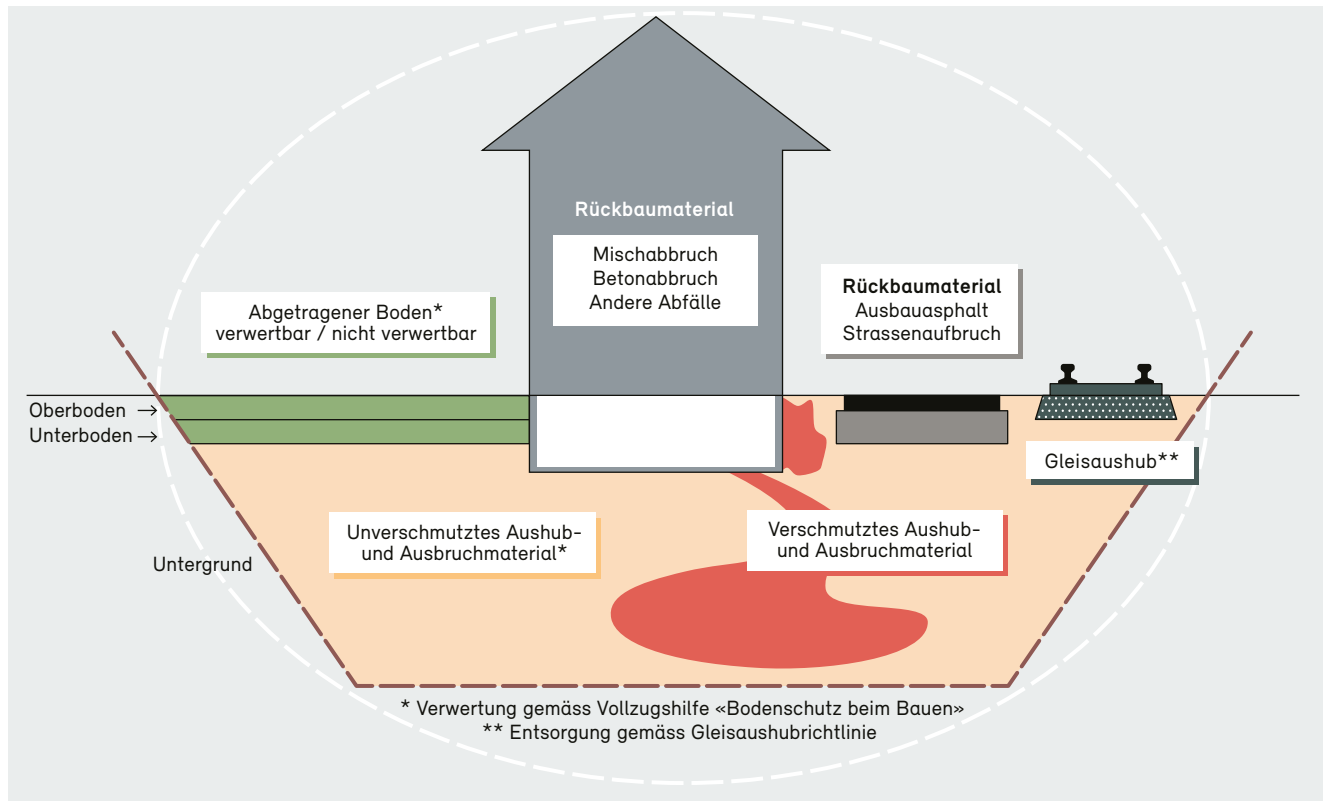 Rückbaumaterial
Mischabbruch
Betonabbruch
Andere Abfälle
Rückbaumaterial
Ausbauasphalt
Strassenaufbruch
Abgetragener Boden*
verwertbar / nicht verwertbar
Oberboden →
Unterboden →
Gleisaushub**
Unverschmutztes Aushub-
und Ausbruchmaterial*
Verschmutztes Aushub-
und Ausbruchmaterial
Untergrund
* Verwertung gemäss Vollzugshilfe «Bodenschutz beim Bauen»
** Entsorgung gemäss Gleisaushubrichtlinie